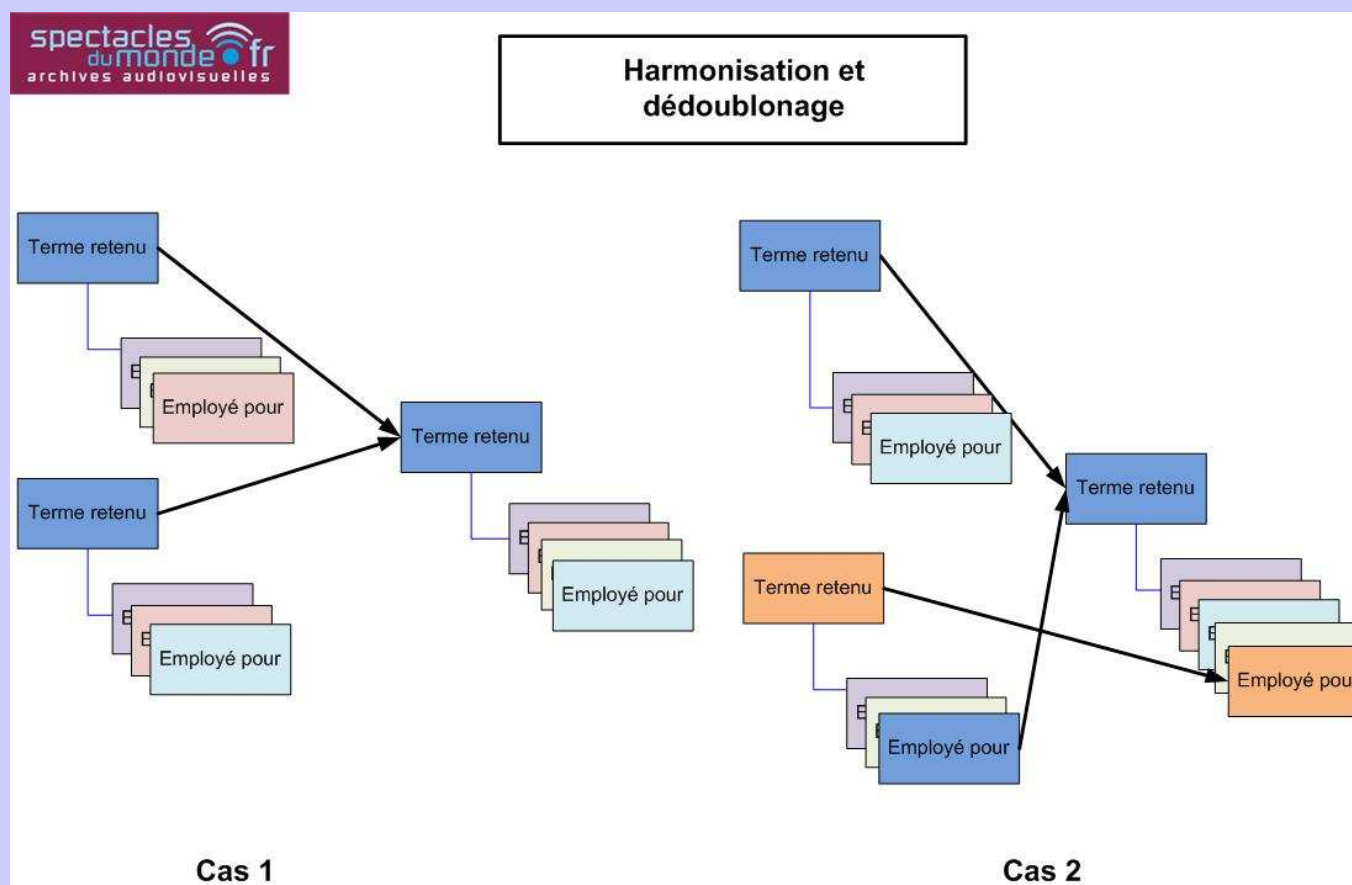 spectacles
du monde fr
archives audiovisuelles
Harmonisation et
dédoublonage
Terme retenu
Employé pour
Terme retenu
Employé pour
Terme retenu
Employé pour
Cas 1
Terme retenu
Employé pour
Terme retenu
Employé pour
Terme retenu
Employé pou
Cas 2